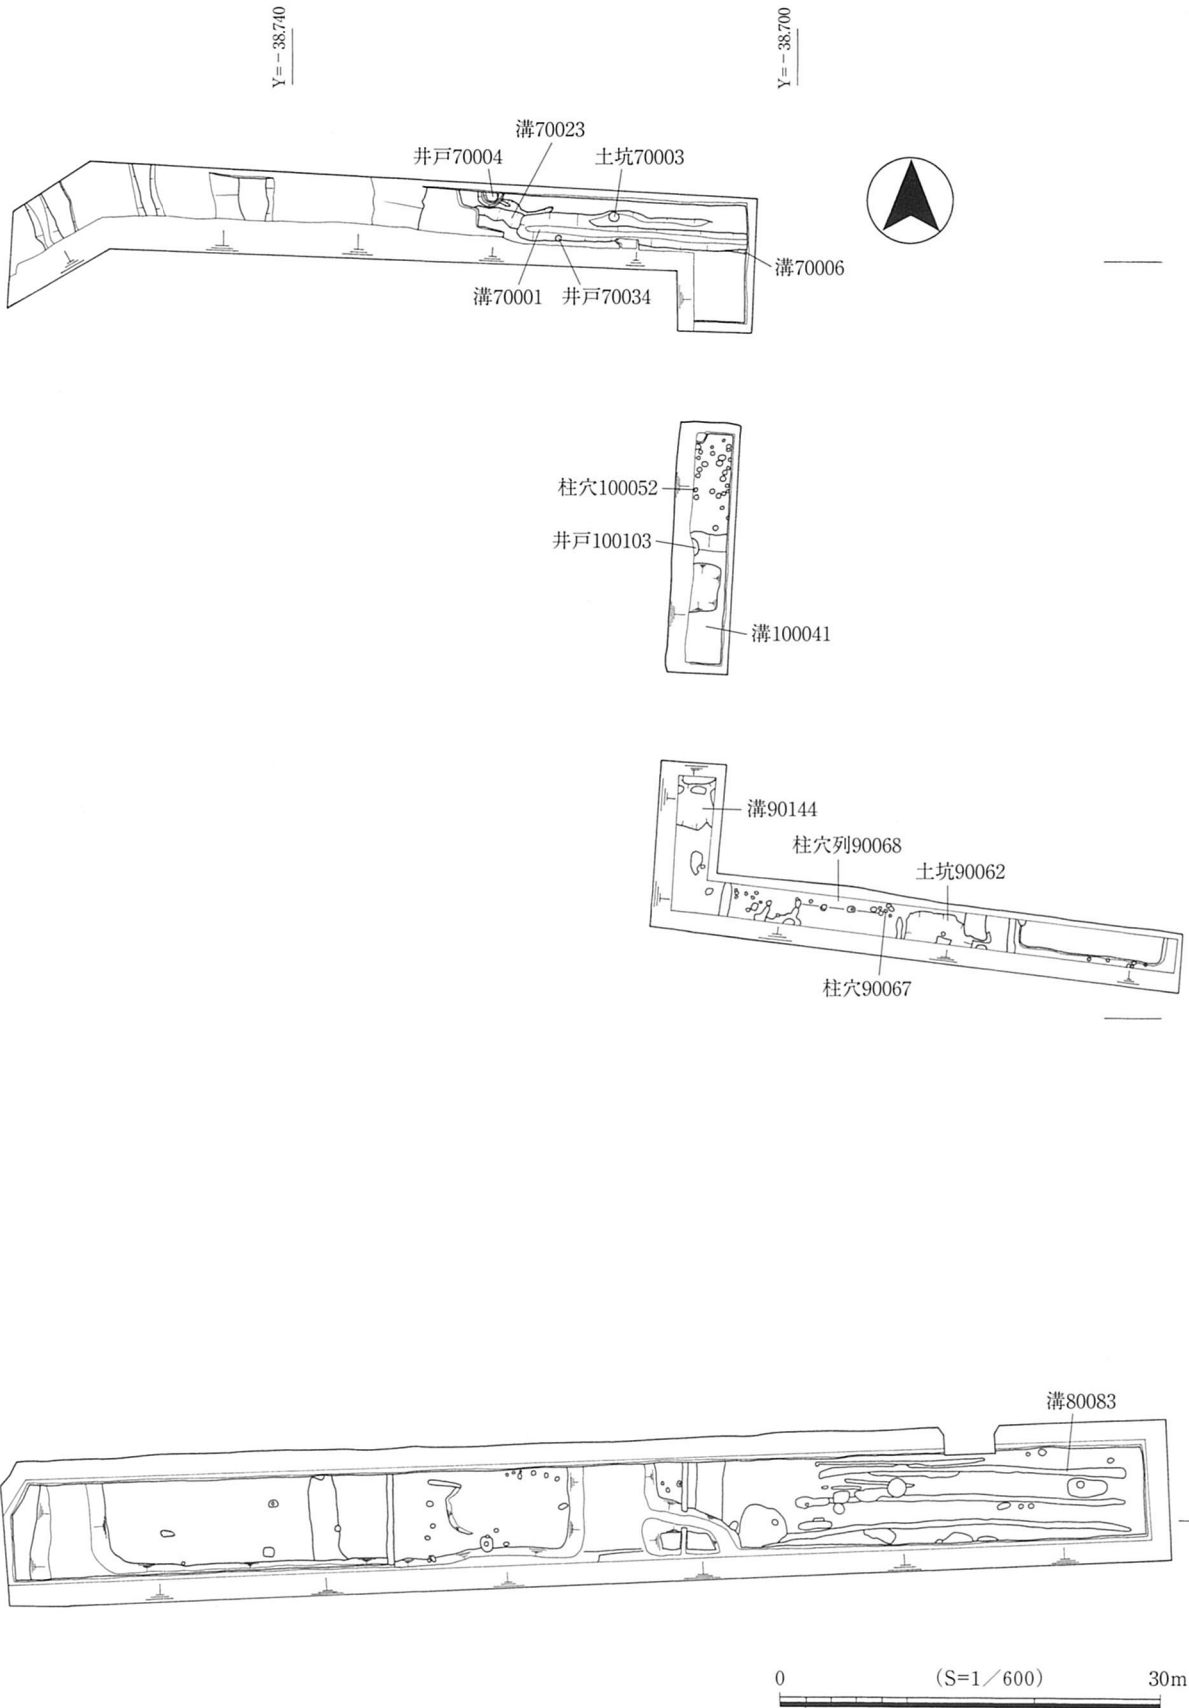 Y=－38.740
Y=－38.700
溝70023
井戸70004
土坑70003
溝70006
溝70001
井戸70034
柱穴100052
井戸100103
溝100041
溝90144
柱穴列90068
土坑90062
柱穴90067
溝80083
0 (S=1／600) 30m